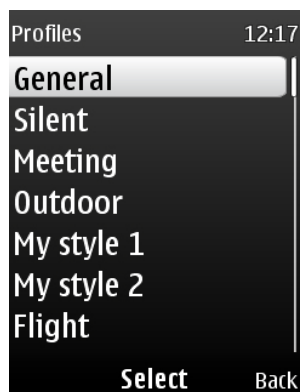 Profiles 12:17
General
Silent
Meeting
Outdoor
My style 1
My style 2
Flight
Select Back